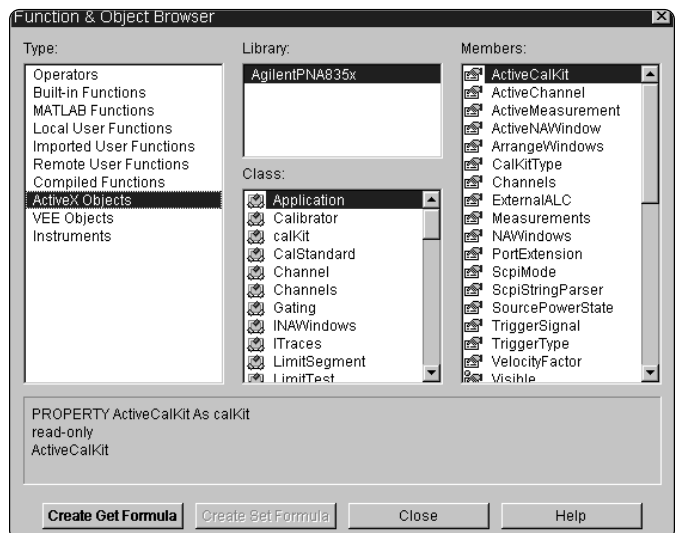 Function & Object Browser
Type:
Operators
Built-in Functions
MATLAB Functions
Local User Functions
Imported User Functions
Remote User Functions
Compiled Functions
ActiveX Objects
VEE Objects
Instruments
Library:
AgilentPNA835x
Class:
Application
Calibrator
calKit
CalStandard
Channel
Channels
Gating
INAWindows
ITraces
LimitSegment
LimitTest
Members:
ActiveCalKit
ActiveChannel
ActiveMeasurement
ActiveNAWindow
ArrangeWindows
CalKitType
Channels
ExternalALC
Measurements
NAWindows
PortExtension
ScpiMode
ScpiStringParser
SourcePowerState
TriggerSignal
TriggerType
VelocityFactor
Visible
PROPERTY ActiveCalKit As calKit
read-only
ActiveCalKit
Create Get Formula
Create Set Formula
Close
Help